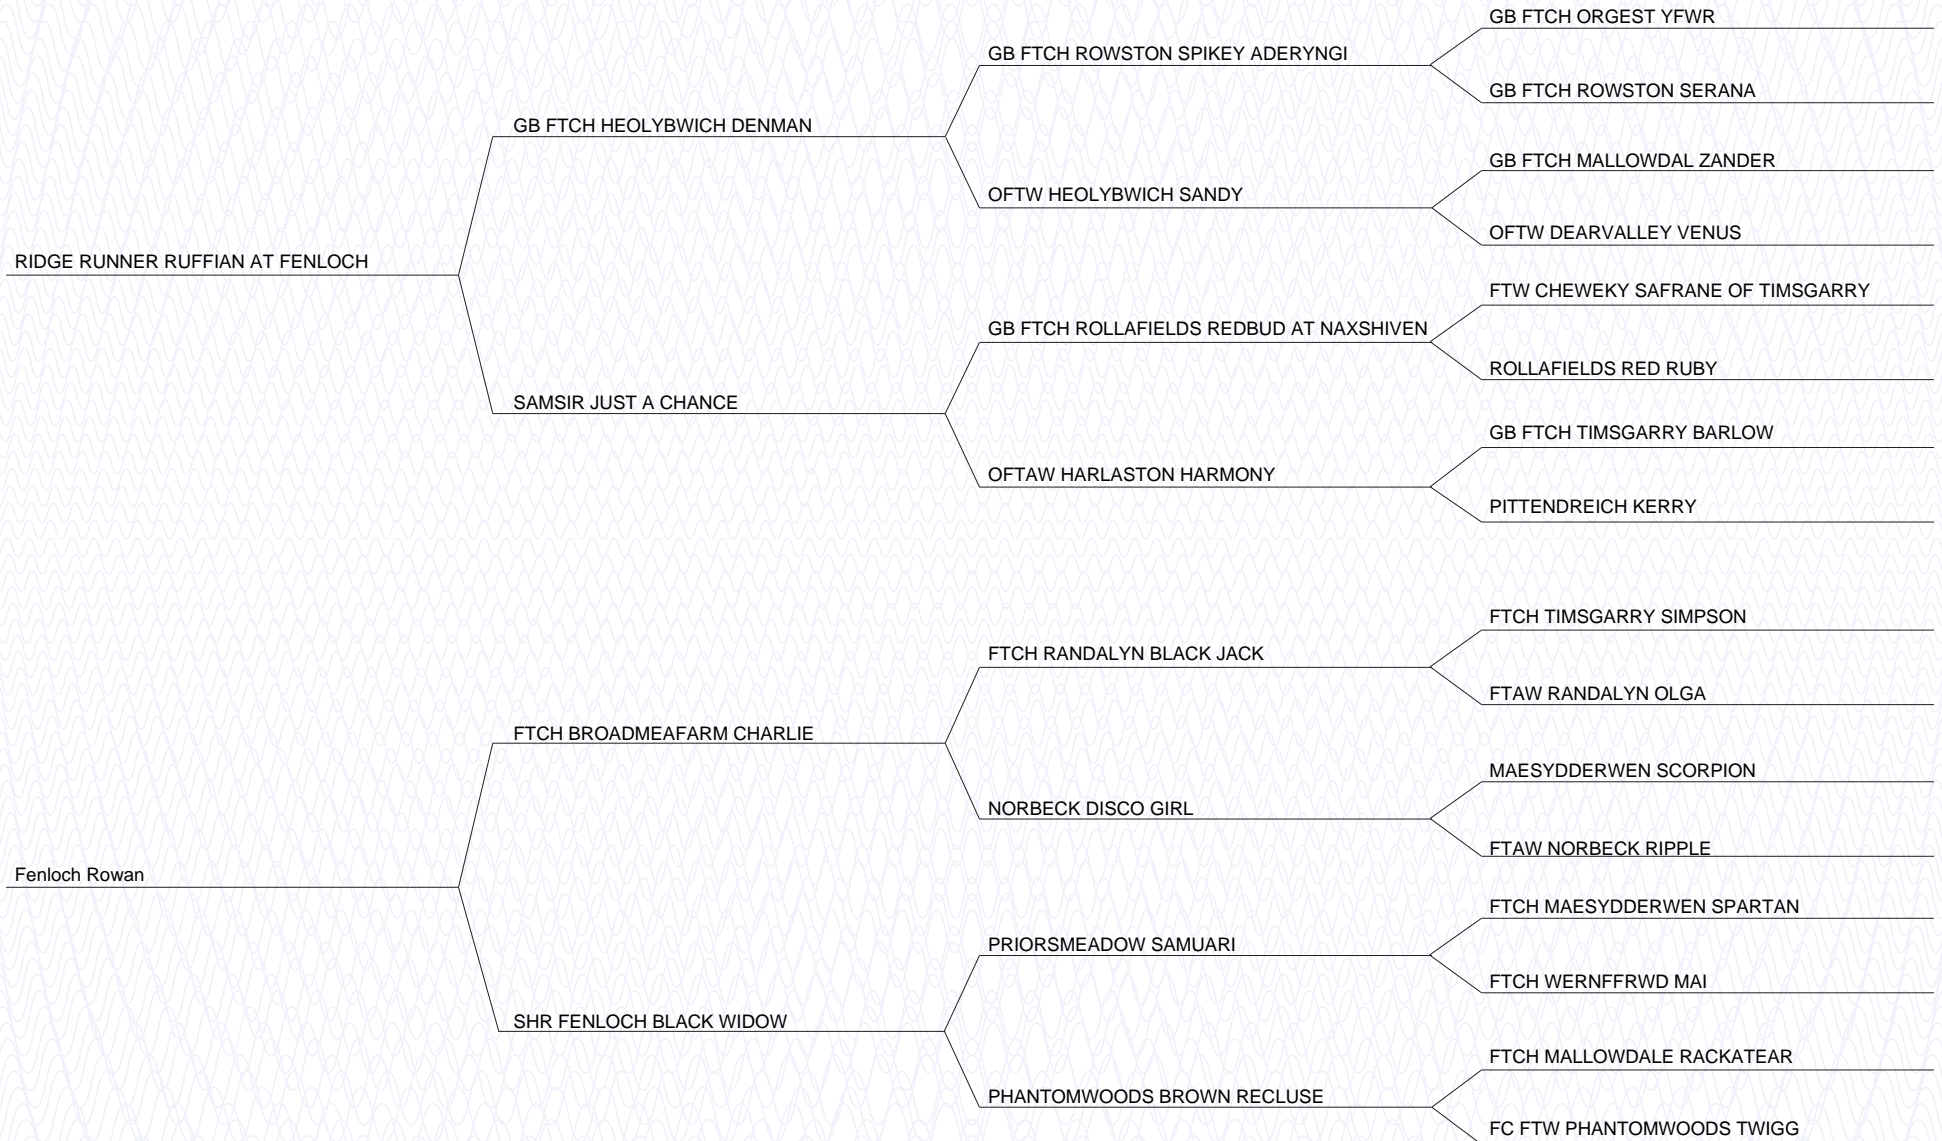 GB FTCH ORGEST YFWR
GB FTCH ROWSTON SPIKEY ADERYNGI
GB FTCH ROWSTON SERANA
GB FTCH HEOLYBWICH DENMAN
GB FTCH MALLOWDAL ZANDER
OFTW HEOLYBWICH SANDY
OFTW DEARVALLEY VENUS
RIDGE RUNNER RUFFIAN AT FENLOCH
FTW CHEWEKY SAFRANE OF TIMSGARRY
GB FTCH ROLLAFIELDS REDBUD AT NAXSHIVEN
ROLLAFIELDS RED RUBY
SAMSIR JUST A CHANCE
GB FTCH TIMSGARRY BARLOW
OFTAW HARLASTON HARMONY
PITTENDREICH KERRY
FTCH TIMSGARRY SIMPSON
FTCH RANDALYN BLACK JACK
FTAW RANDALYN OLGA
FTCH BROADMEAFARM CHARLIE
MAESYDDERWEN SCORPION
NORBECK DISCO GIRL
FTAW NORBECK RIPPLE
Fenloch Rowan
FTCH MAESYDDERWEN SPARTAN
PRIORSMEADOW SAMUARI
FTCH WERNFFRWD MAI
SHR FENLOCH BLACK WIDOW
FTCH MALLOWDALE RACKATEAR
PHANTOMWOODS BROWN RECLUSE
FC FTW PHANTOMWOODS TWIGG